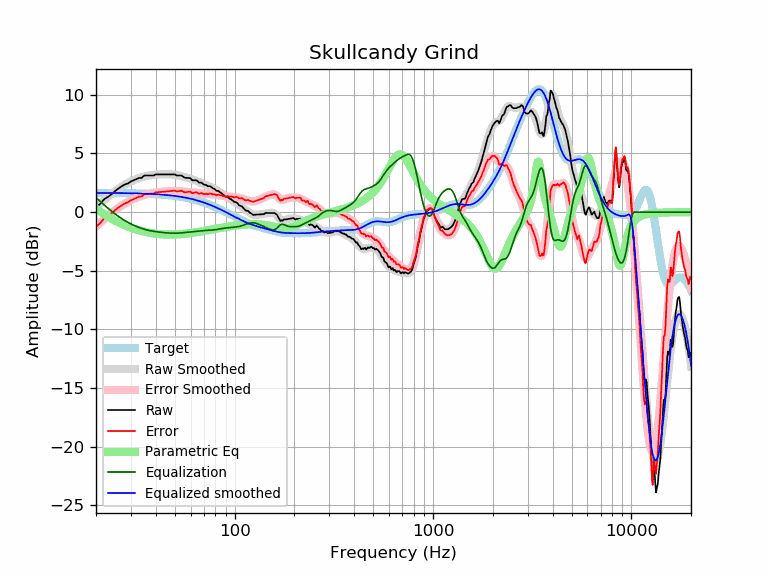 Skullcandy Grind
Amplitude (dBr)
10
5
0
−5
−10
−15
−20
−25
Target
Raw Smoothed
Error Smoothed
Raw
Error
Parametric Eq
Equalization
Equalized smoothed
100
1000
10000
Frequency (Hz)